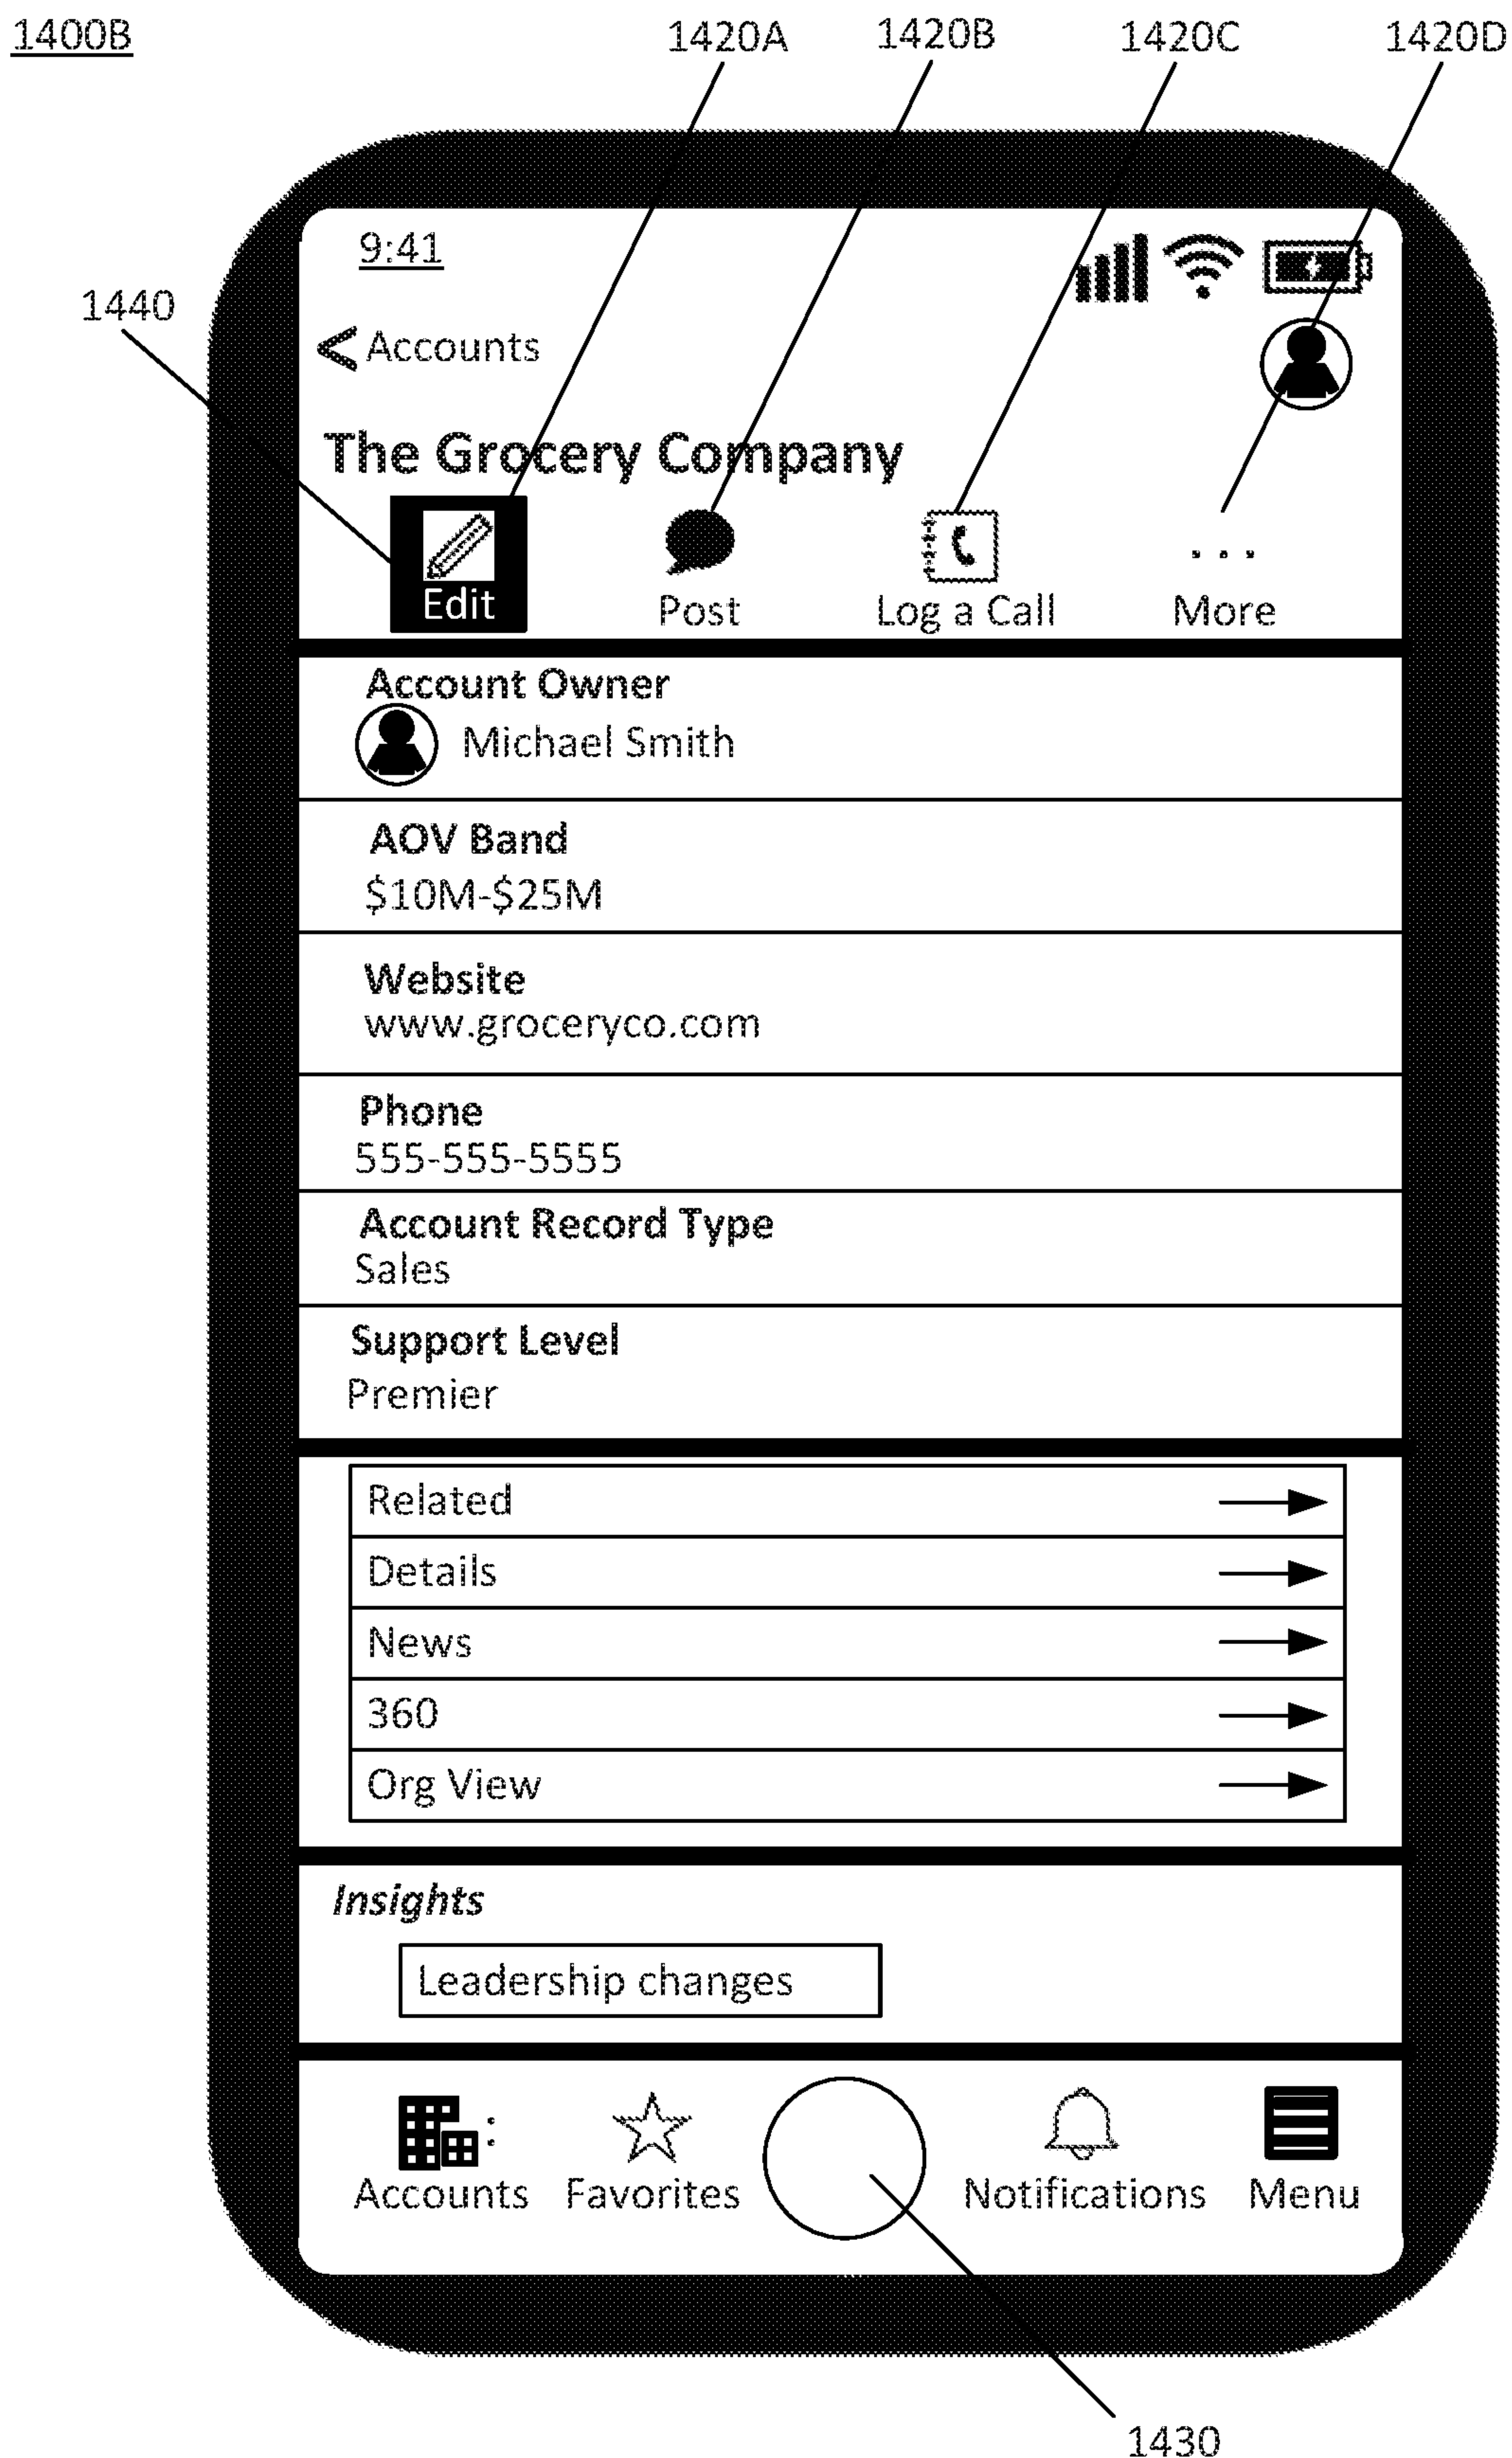 1400B
1420A 1420B 1420C 1420D
9:41
1440
< Accounts
The Grocery Company
Edit Post Log a Call More
Account Owner
Michael Smith
AOV Band
$10M-$25M
Website
www.groceryco.com
Phone
555-555-5555
Account Record Type
Sales
Support Level
Premier
Related
Details
News
360
Org View
Insights
Leadership changes
Accounts Favorites Notifications Menu
1430